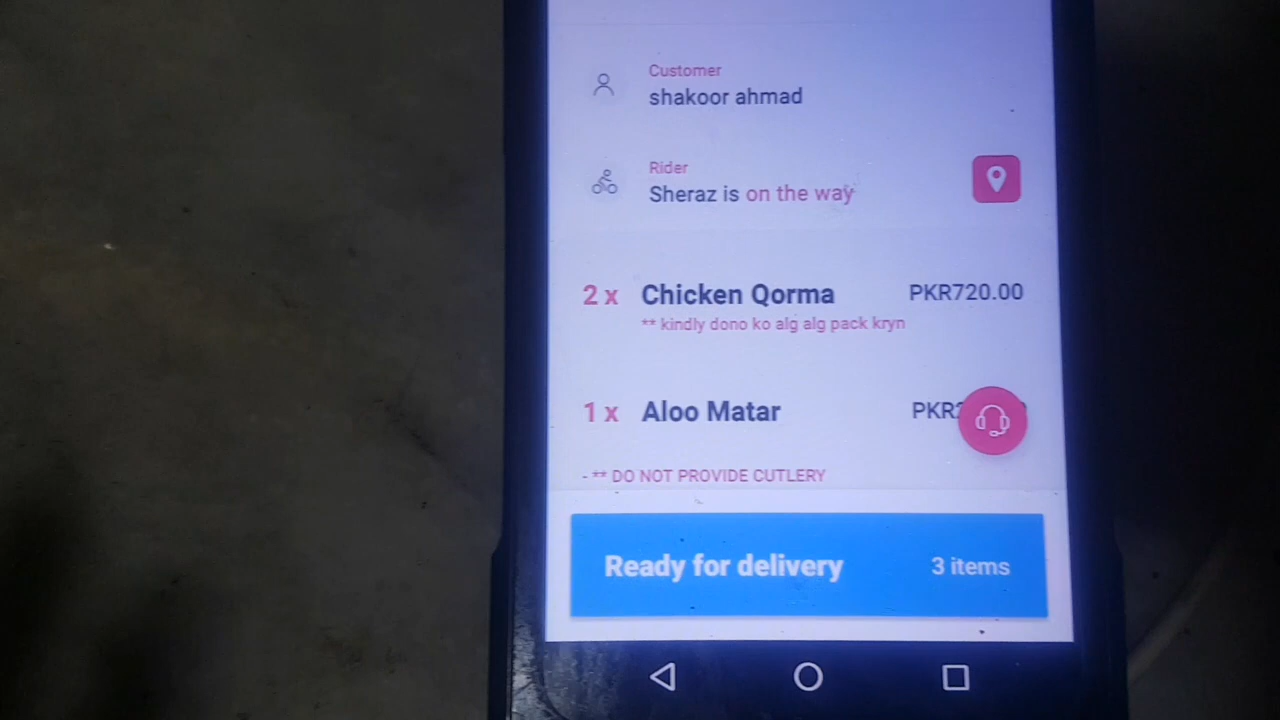 Customer
shakoor ahmad
Rider
Sheraz is on the way
2 x Chicken Qorma PKR720.00
** kindly dono ko alg alg pack kryn
1 x Aloo Matar
- ** DO NOT PROVIDE CUTLERY
Ready for delivery 3 items